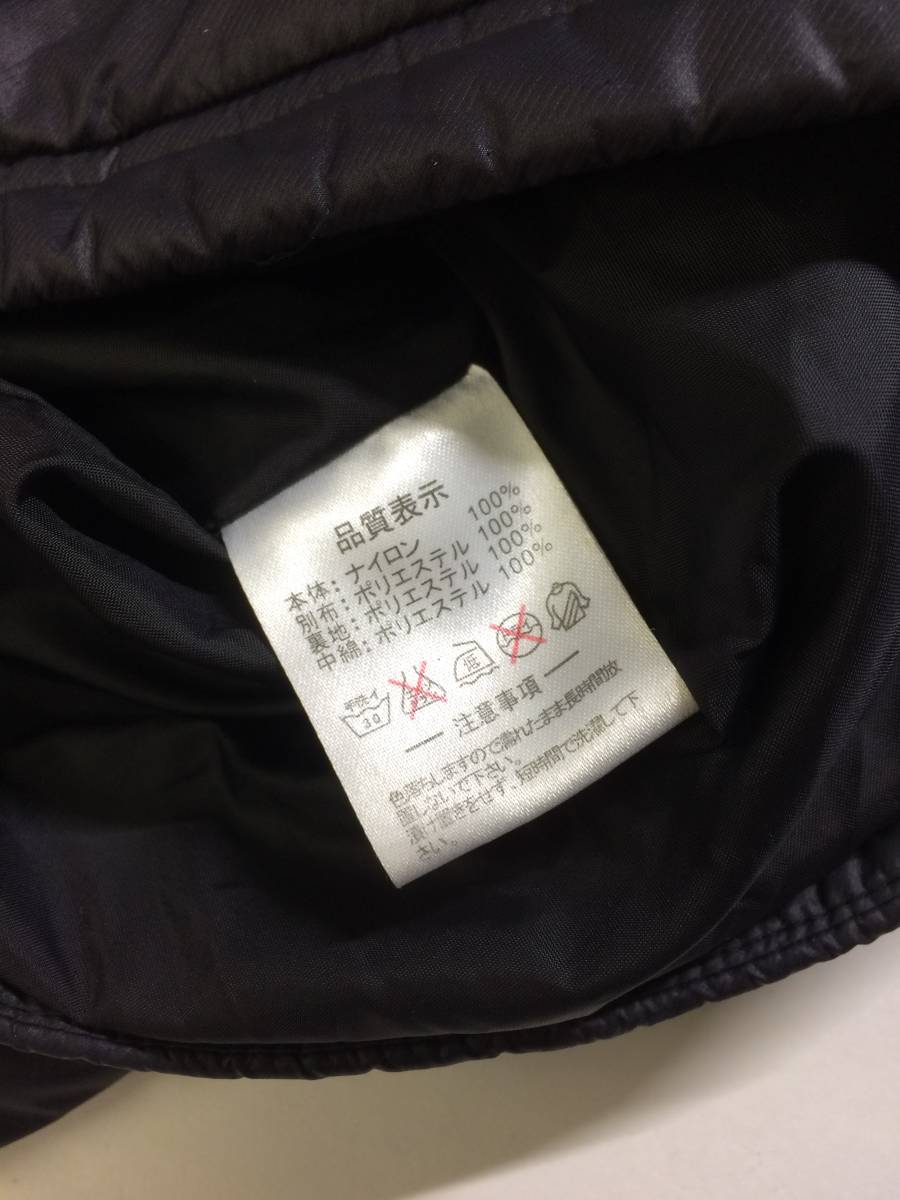 品質表示
本体：ナイロン 100%
別布：ポリエステル 100%
裏地：ポリエステル 100%
中綿：ポリエステル 100%
手洗イ
30
低
注意事項
色落ちしますので濡れたまま長時間放
置しないで下さい。
漬け置きをせず、短時間で洗濯して下
さい。